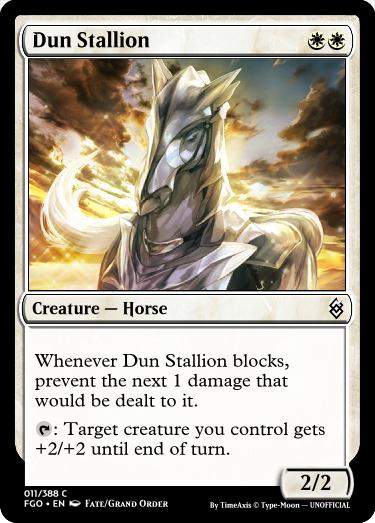 Dun Stallion
Creature — Horse
Whenever Dun Stallion blocks,
prevent the next 1 damage that
would be dealt to it.
: Target creature you control gets
+2/+2 until end of turn.
2/2
011/388 C
FGO • EN Fate/Grand Order
By TimeAxis © Type-Moon — UNOFFICIAL